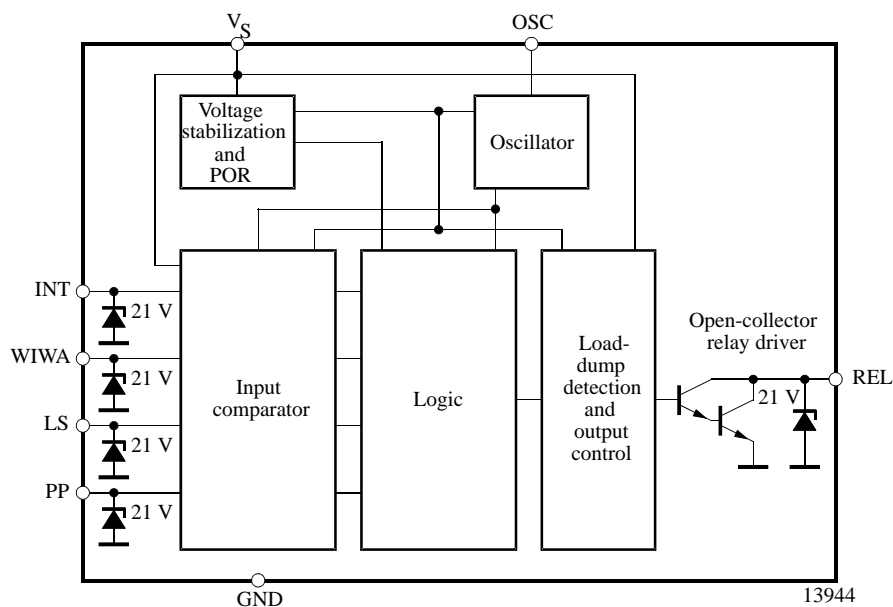 VS
OSC
Voltage
stabilization
and
POR
Oscillator
INT
21 V
WIWA
21 V
LS
21 V
PP
21 V
Input
comparator
Logic
Load-
dump
detection
and
output
control
Open-collector
relay driver
21 V
REL
GND
13944